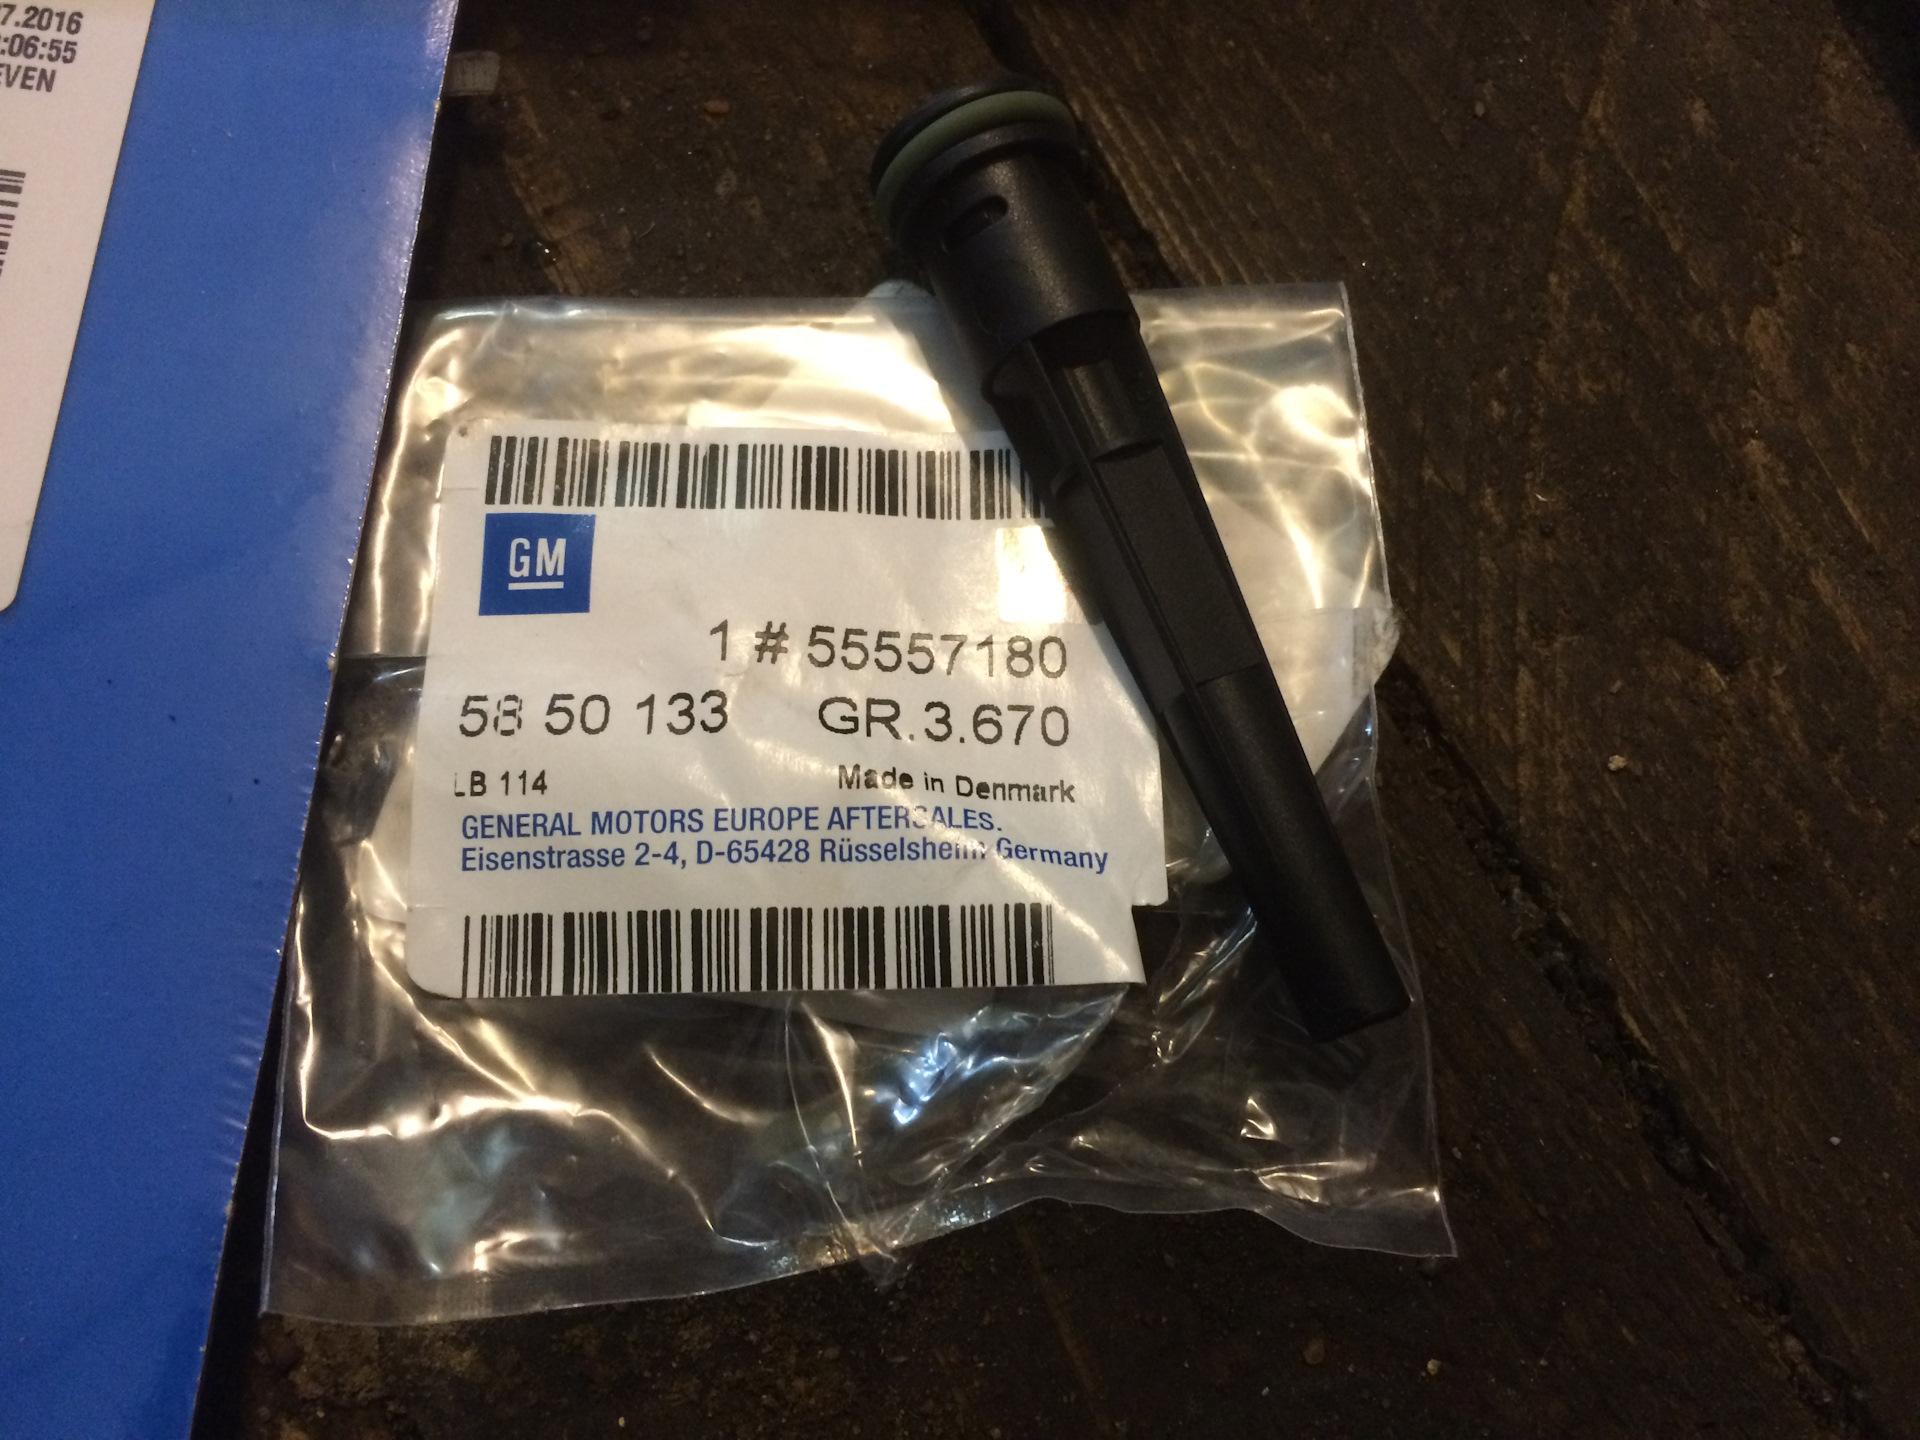 7.2016
:06:55
EVEN
GM
1 # 55557180
58 50 133 GR.3.670
LB 114 Made in Denmark
GENERAL MOTORS EUROPE AFTERSALES.
Eisenstrasse 2-4, D-65428 Rüsselsheim Germany